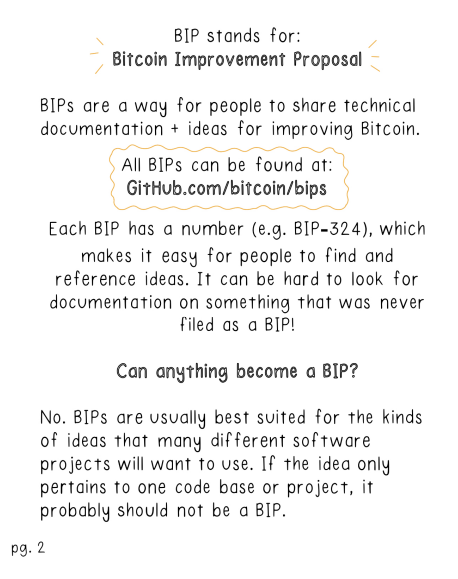 BIP stands for:
Bitcoin Improvement Proposal
BIPs are a way for people to share technical
documentation + ideas for improving Bitcoin.
All BIPs can be found at:
GitHub.com/bitcoin/bips
Each BIP has a number (e.g. BIP-324), which
makes it easy for people to find and
reference ideas. It can be hard to look for
documentation on something that was never
filed as a BIP!
Can anything become a BIP?
No. BIPs are usually best suited for the kinds
of ideas that many different software
projects will want to use. If the idea only
pertains to one code base or project, it
probably should not be a BIP.
pg. 2